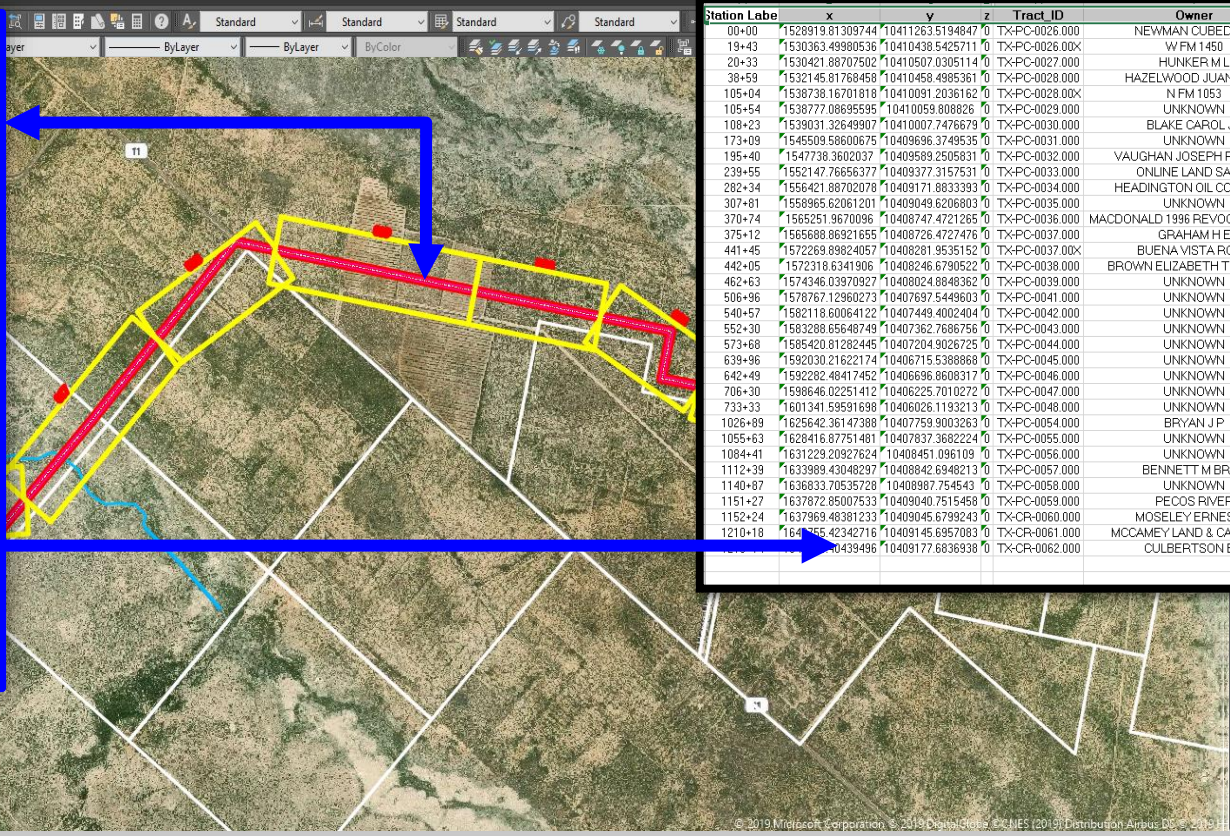 Standard Standard Standard Standard
ayer ByLayer ByLayer ByColor
Station Labe x y z Tract_ID Owner
00+00 1528919.81309744 10411263.5194847 0 TX-PC-0026.000 NEWMAN CUBED
19+43 1530363.49980536 10410438.5425711 0 TX-PC-0026.00X W FM 1450
20+33 1530421.88707502 10410507.0305114 0 TX-PC-0027.000 HUNKER M L
38+59 1532145.81768458 10410458.4985361 0 TX-PC-0028.000 HAZELWOOD JUAN
105+04 1538738.16701818 10410091.2036162 0 TX-PC-0028.00X N FM 1053
105+54 1538777.08695595 10410059.808826 0 TX-PC-0029.000 UNKNOWN
108+23 1539031.32649907 10410007.7476679 0 TX-PC-0030.000 BLAKE CAROL J
173+09 1545509.58600675 10409696.3749535 0 TX-PC-0031.000 UNKNOWN
195+40 1547738.3602037 10409589.2505831 0 TX-PC-0032.000 VAUGHAN JOSEPH F
239+55 1552147.76656377 10409377.3157531 0 TX-PC-0033.000 ONLINE LAND SA
282+34 1556421.88702078 10409171.8833393 0 TX-PC-0034.000 HEADINGTON OIL CO
307+81 1558965.62061201 10409049.6206803 0 TX-PC-0035.000 UNKNOWN
370+74 1565251.9670096 10408747.4721265 0 TX-PC-0036.000 MACDONALD 1996 REVOC
375+12 1565688.86921655 10408726.4727476 0 TX-PC-0037.000 GRAHAM H E
441+45 1572269.89824057 10408281.9535152 0 TX-PC-0037.00X BUENA VISTA RO
442+05 1572318.6341906 10408246.6790522 0 TX-PC-0038.000 BROWN ELIZABETH T
462+63 1574346.03970927 10408024.8848362 0 TX-PC-0039.000 UNKNOWN
506+96 1578767.12960273 10407697.5449603 0 TX-PC-0041.000 UNKNOWN
540+57 1582118.60064122 10407449.4002404 0 TX-PC-0042.000 UNKNOWN
552+30 1583288.65648749 10407362.7686756 0 TX-PC-0043.000 UNKNOWN
573+68 1585420.81282445 10407204.9026725 0 TX-PC-0044.000 UNKNOWN
639+96 1592030.21622174 10406715.5388868 0 TX-PC-0045.000 UNKNOWN
642+49 1592282.48417452 10406696.8608317 0 TX-PC-0046.000 UNKNOWN
706+30 1598646.02251412 10406225.7010272 0 TX-PC-0047.000 UNKNOWN
733+33 1601341.59591698 10406026.1193213 0 TX-PC-0048.000 UNKNOWN
1026+89 1625642.36147388 10407759.9003263 0 TX-PC-0054.000 BRYAN J P
1055+63 1628416.87751481 10407837.3682224 0 TX-PC-0055.000 UNKNOWN
1084+41 1631229.20927624 10408451.096109 0 TX-PC-0056.000 UNKNOWN
1112+39 1633989.43048297 10408842.6948213 0 TX-PC-0057.000 BENNETT M BR
1140+87 1636833.70535728 10408987.754543 0 TX-PC-0058.000 UNKNOWN
1151+27 1637872.85007533 10409040.7515458 0 TX-PC-0059.000 PECOS RIVER
1152+24 1637969.48381233 10409045.6799243 0 TX-CR-0060.000 MOSELEY ERNES
1210+18 55.42342716 10409145.6957083 0 TX-CR-0061.000 MCCAMEY LAND & CA
0439496 10409177.6836938 0 TX-CR-0062.000 CULBERTSON E
11
11
© 2019 Microsoft Corporation © 2019 DigitalGlobe ©CNES (2019) Distribution Airbus DS © 2019